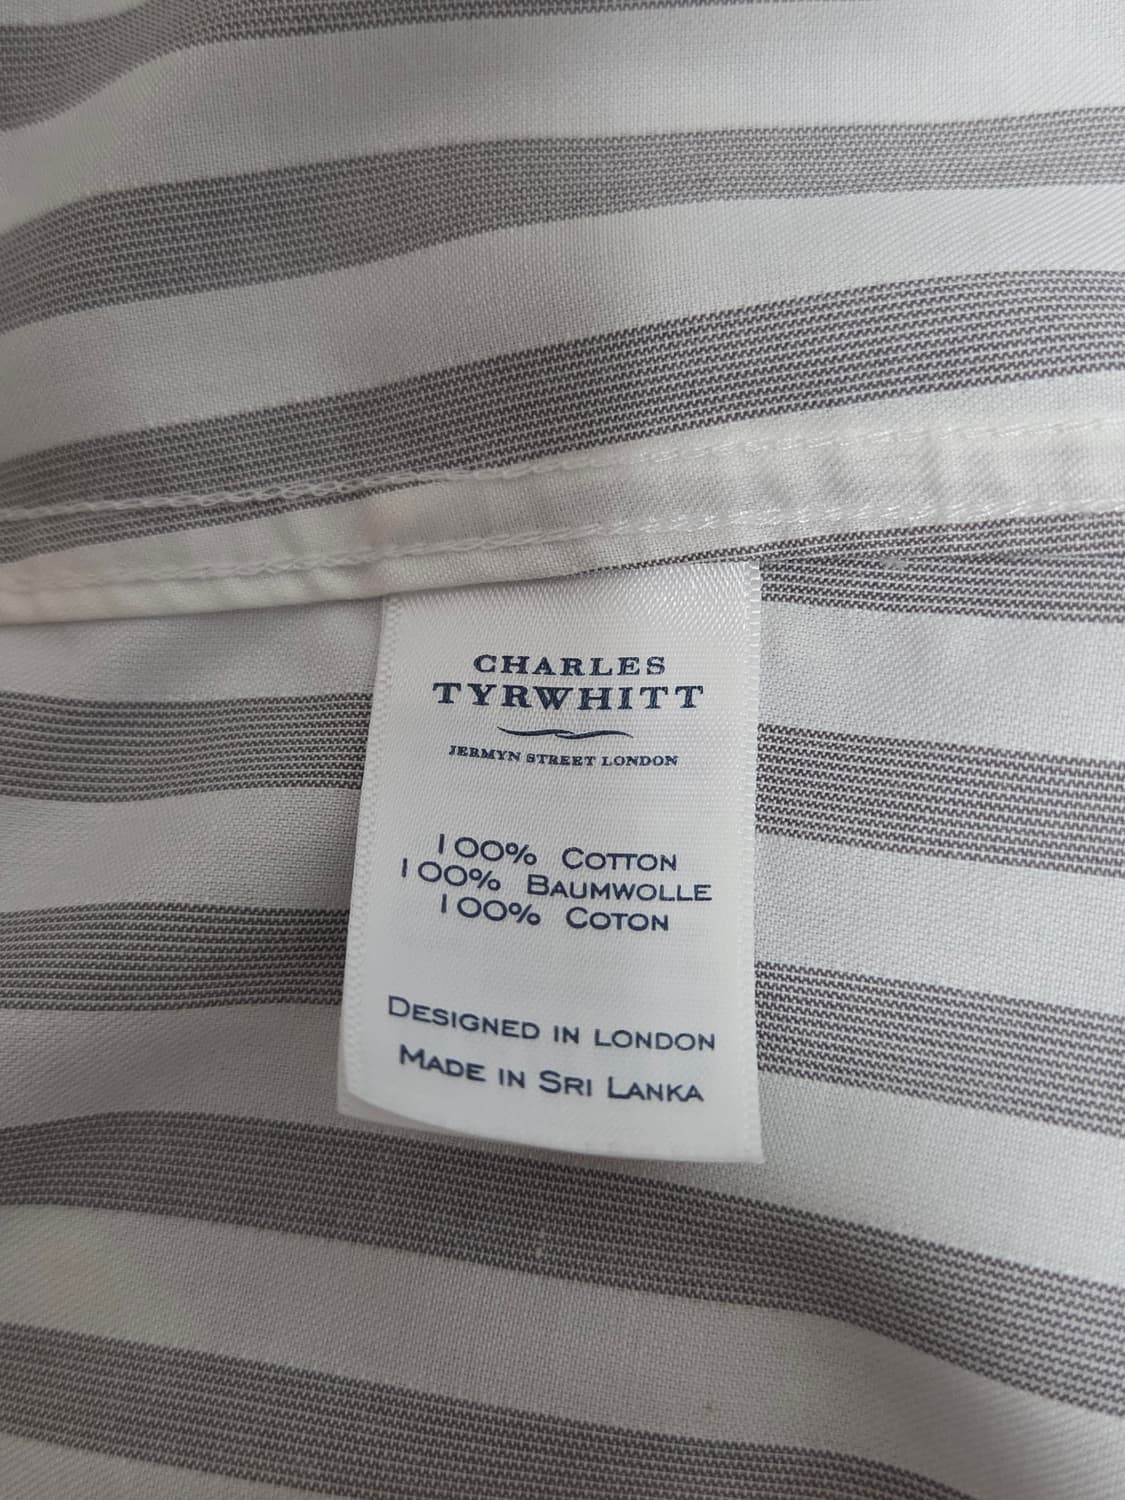 CHARLES
TYRWHITT
JERMYN STREET LONDON
100% COTTON
100% BAUMWOLLE
100% COTON
DESIGNED IN LONDON
MADE IN SRI LANKA